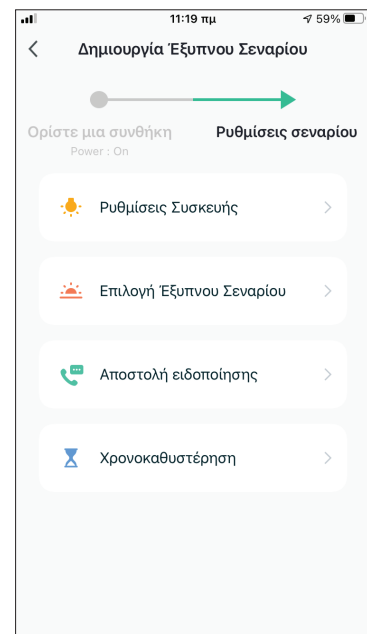 11:19 πμ 59%
Δημιουργία Έξυπνου Σεναρίου
Ορίστε μια συνθήκη Ρυθμίσεις σεναρίου
Power : On
Ρυθμίσεις Συσκευής
Επιλογή Έξυπνου Σεναρίου
Αποστολή ειδοποίησης
Χρονοκαθυστέρηση